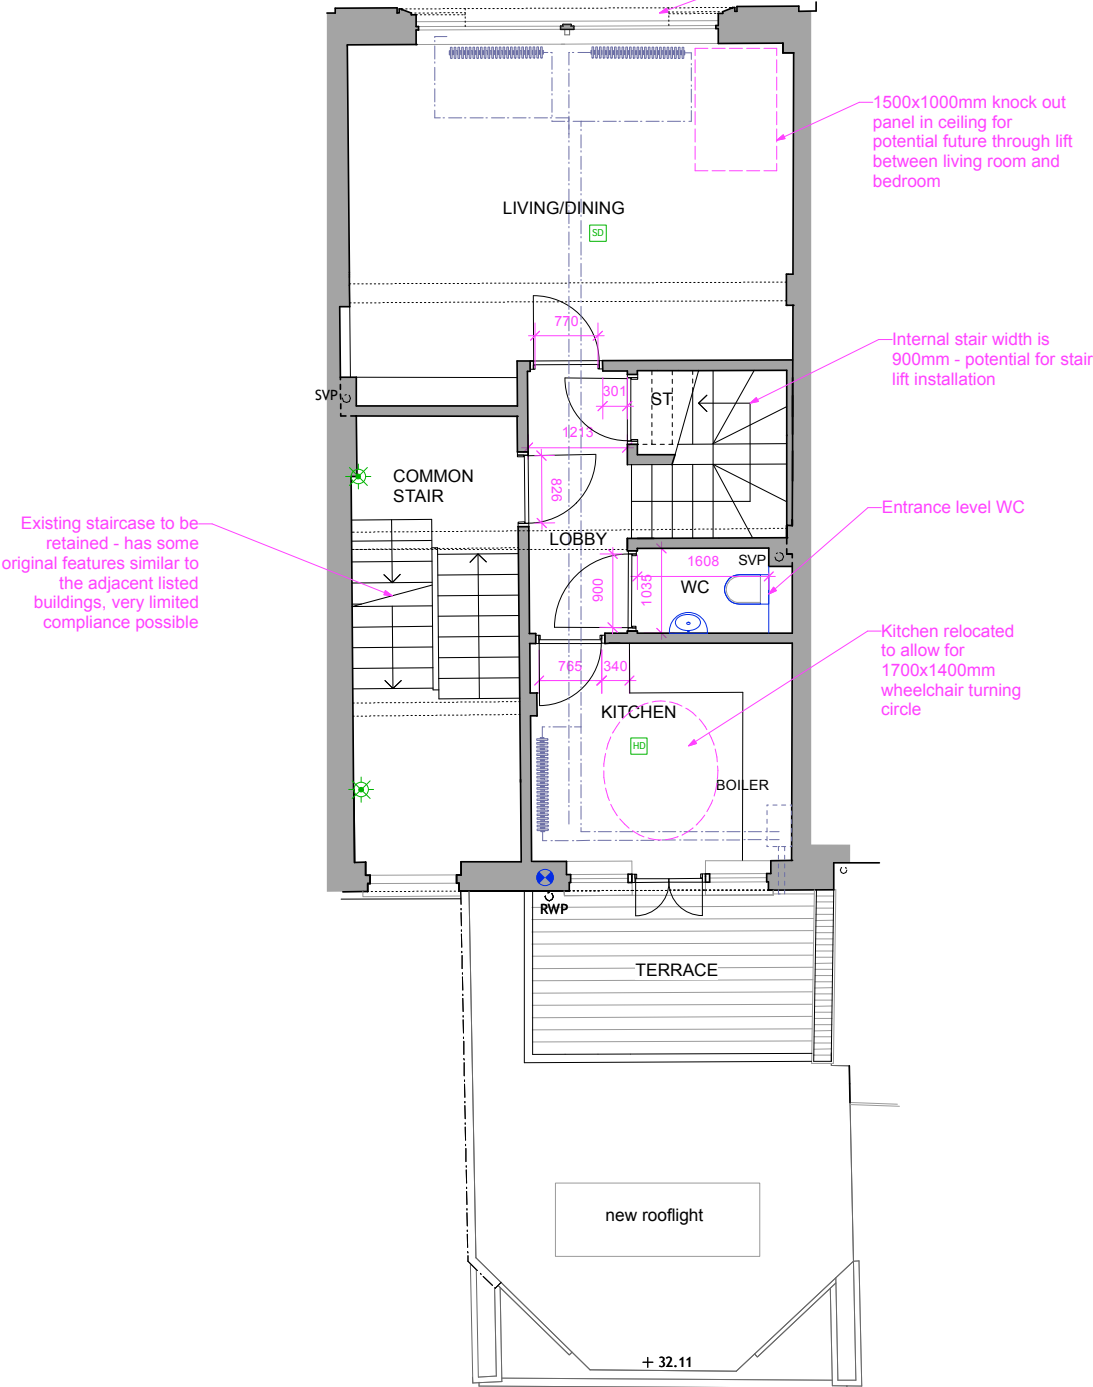 1500x1000mm knock out
panel in ceiling for
potential future through lift
between living room and
bedroom
LIVING/DINING
SD
770
Internal stair width is
900mm - potential for stair
lift installation
SVP
301
ST
1213
COMMON
STAIR
826
Entrance level WC
Existing staircase to be
retained - has some
original features similar to
the adjacent listed
buildings, very limited
compliance possible
LOBBY
1608
SVP
900
1035
WC
Kitchen relocated
to allow for
1700x1400mm
wheelchair turning
circle
765
340
KITCHEN
HD
BOILER
RWP
TERRACE
new rooflight
+ 32.11